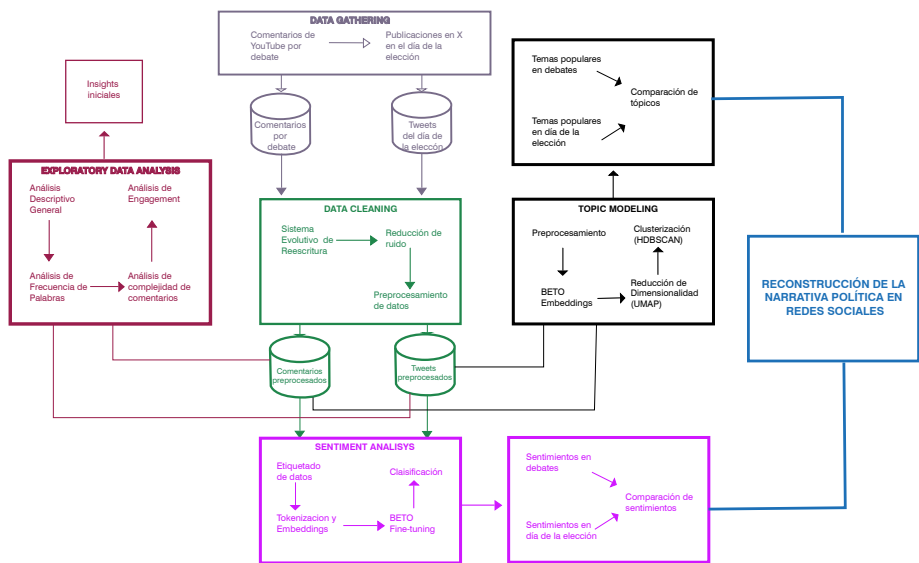 DATA GATHERING
Comentarios de
YouTube por
debate
Publicaciones en X
en el día de la
elección
Comentarios
por
debate
Tweets
del día de
la eleccón
Insights
iniciales
EXPLORATORY DATA ANALYSIS
Análisis
Descriptivo
General
Análisis de
Engagement
Análisis de
Frecuencia de
Palabras
Análisis de
complejidad de
comentarios
DATA CLEANING
Sistema
Evolutivo de
Reescritura
Reducción de
ruido
Preprocesamiento
de datos
Comentarios
preprocesados
Tweets
preprocesados
Temas populares
en debates
Comparación de
tópicos
Temas populares
en día de la
elección
TOPIC MODELING
Preprocesamiento
Clusterización
(HDBSCAN)
BETO
Embeddings
Reducción de
Dimensionalidad
(UMAP)
SENTIMENT ANALISYS
Etiquetado
de datos
Claisificación
Tokenizacion y
Embeddings
BETO
Fine-tuning
Sentimientos en
debates
Comparación de
sentimientos
Sentimientos en
día de la elección
RECONSTRUCCIÓN DE LA
NARRATIVA POLÍTICA EN
REDES SOCIALES